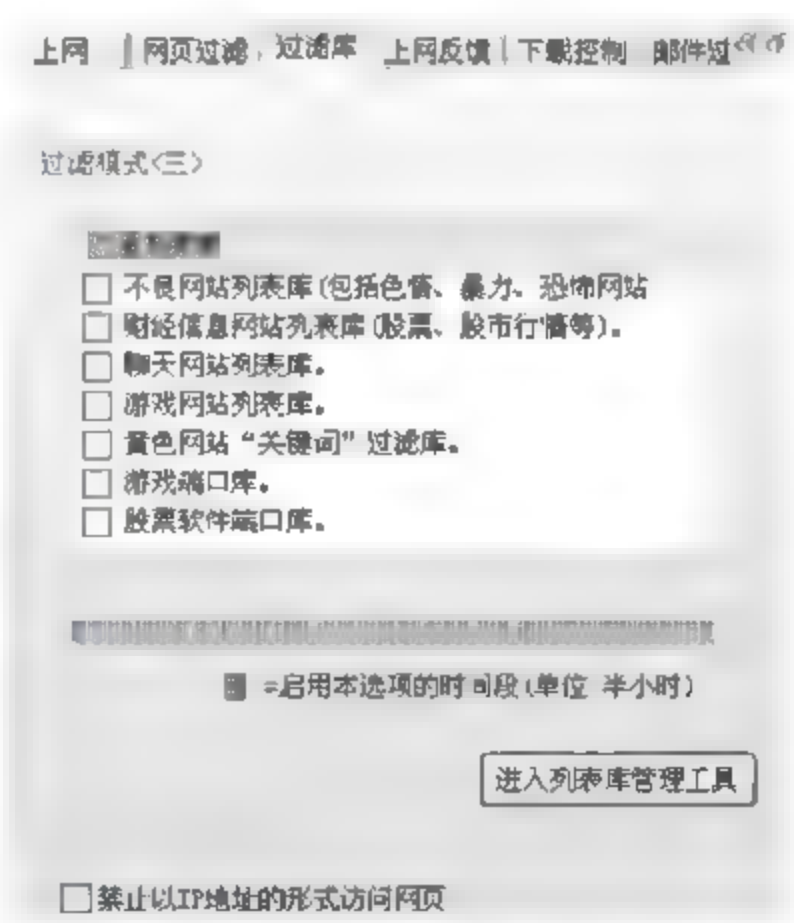 上网 网页过滤 过滤库 上网反馈 下载控制 邮件过
过滤模式<三>
不良网站列表库(包括色情、暴力、恐怖网站
财经信息网站列表库(股票、股市行情等)。
聊天网站列表库。
游戏网站列表库。
黄色网站“关键词”过滤库。
游戏端口库。
股票软件端口库。
=启用本选项的时间段(单位 半小时)
进入列表库管理工具
禁止以IP地址的形式访问网页